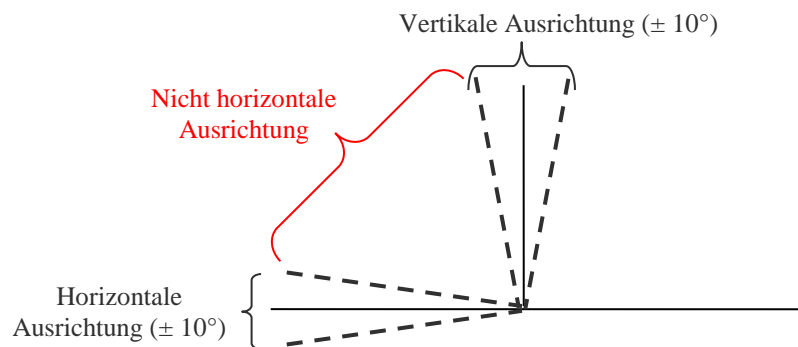 Vertikale Ausrichtung (± 10°)
Nicht horizontale
Ausrichtung
Horizontale
Ausrichtung (± 10°)